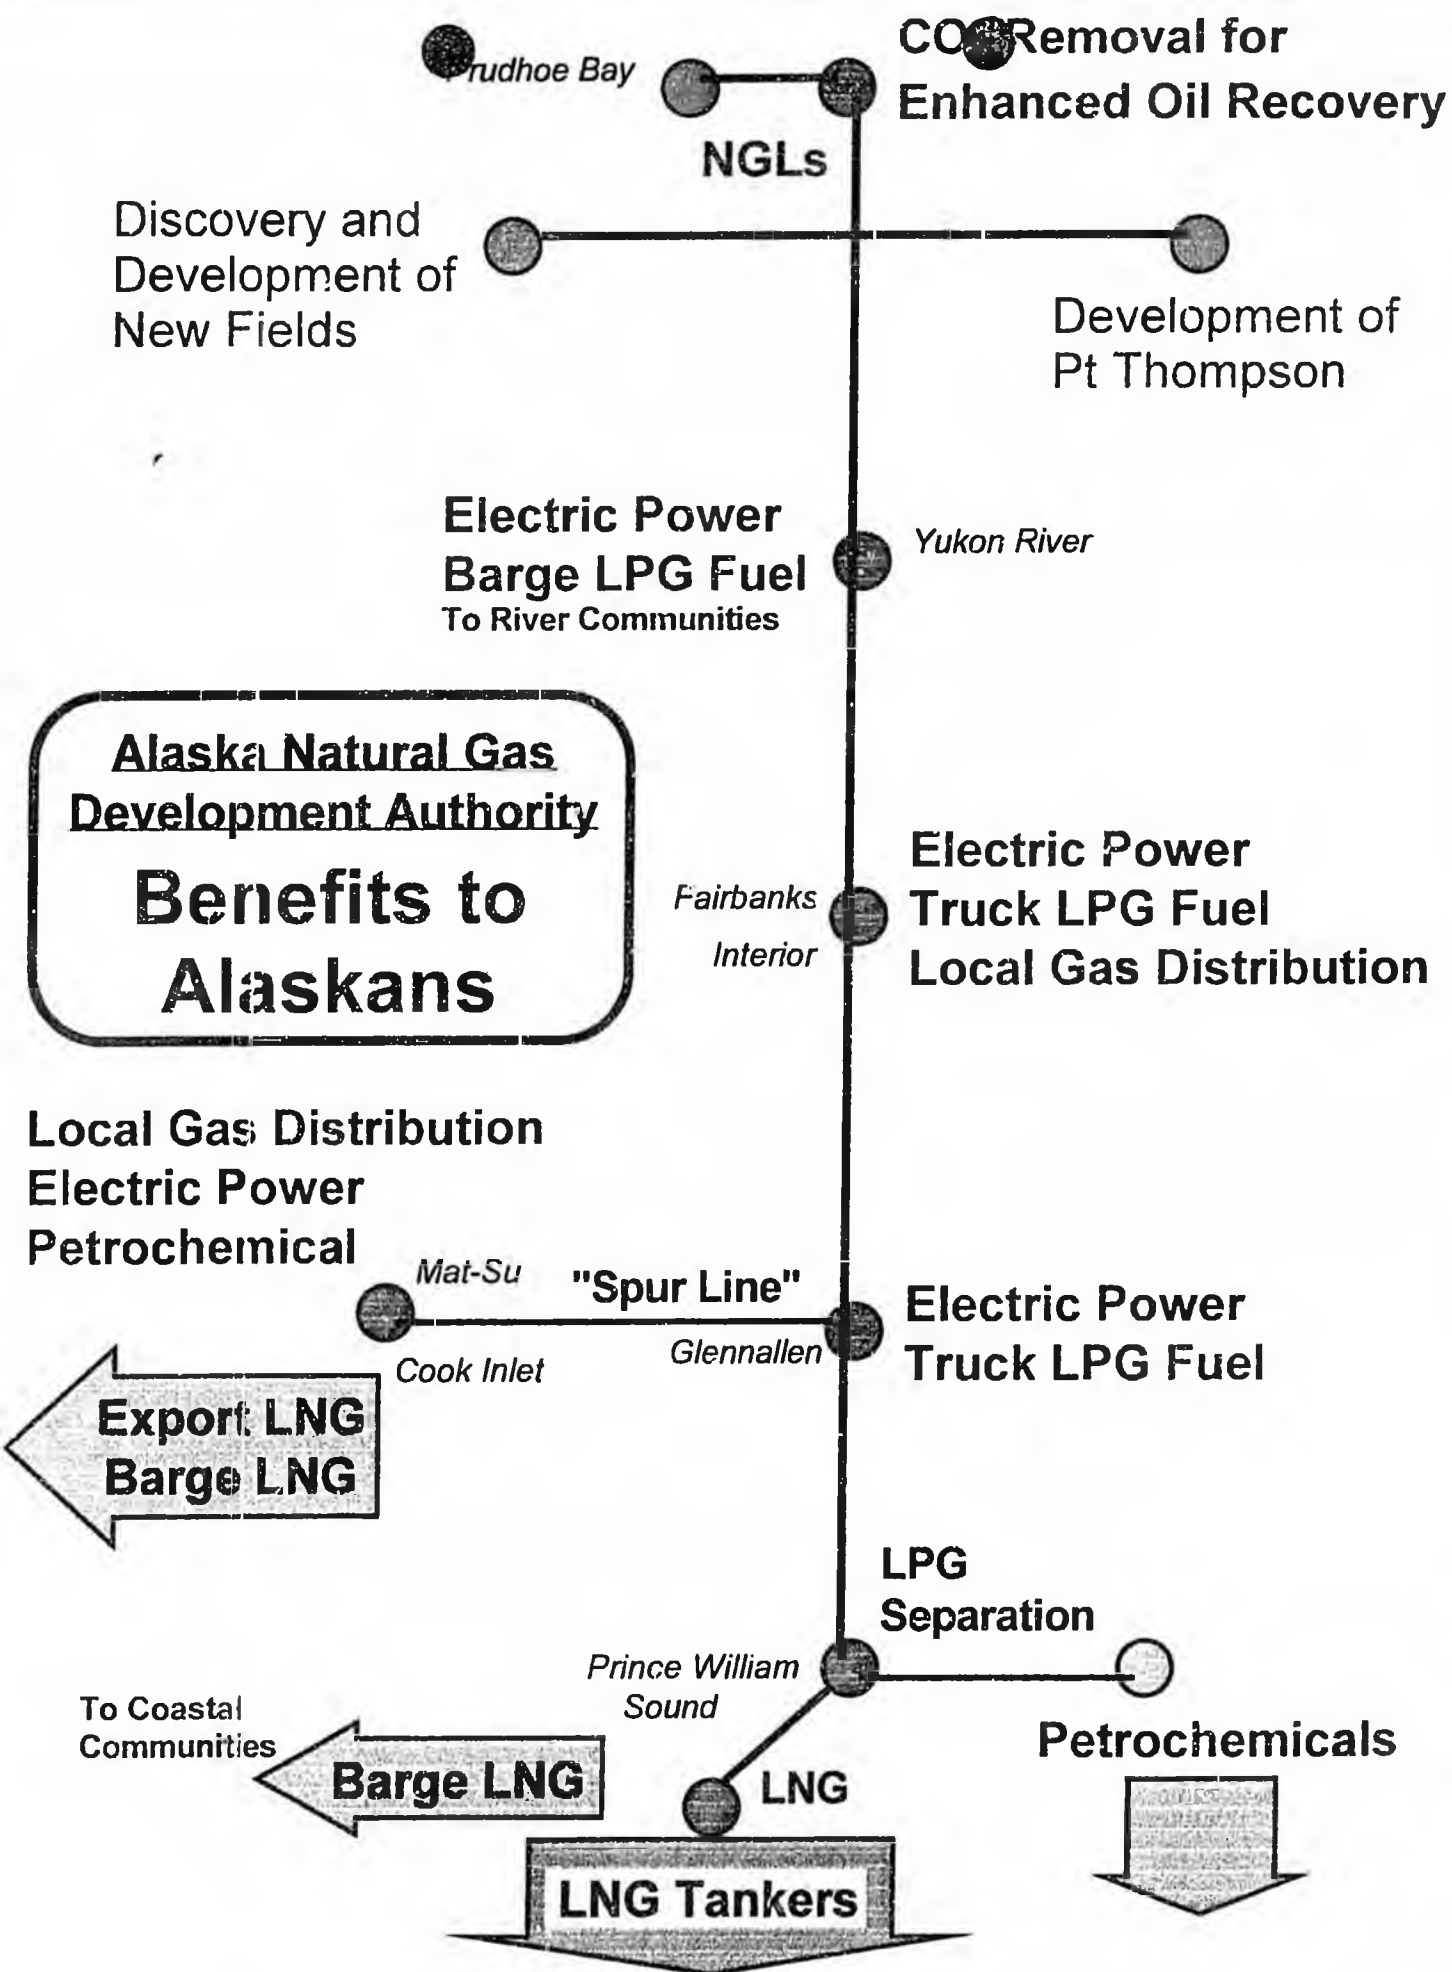 Prudhoe Bay
CO2 Removal for
Enhanced Oil Recovery
NGLs
Discovery and
Development of
New Fields
Development of
Pt Thompson
Electric Power
Barge LPG Fuel
To River Communities
Yukon River
Alaska Natural Gas
Development Authority
Benefits to
Alaskans
Fairbanks
Interior
Electric Power
Truck LPG Fuel
Local Gas Distribution
Local Gas Distribution
Electric Power
Petrochemical
Mat-Su
"Spur Line"
Cook Inlet
Glennallen
Electric Power
Truck LPG Fuel
Export LNG
Barge LNG
LPG
Separation
Prince William
Sound
To Coastal
Communities
Barge LNG
LNG
Petrochemicals
LNG Tankers